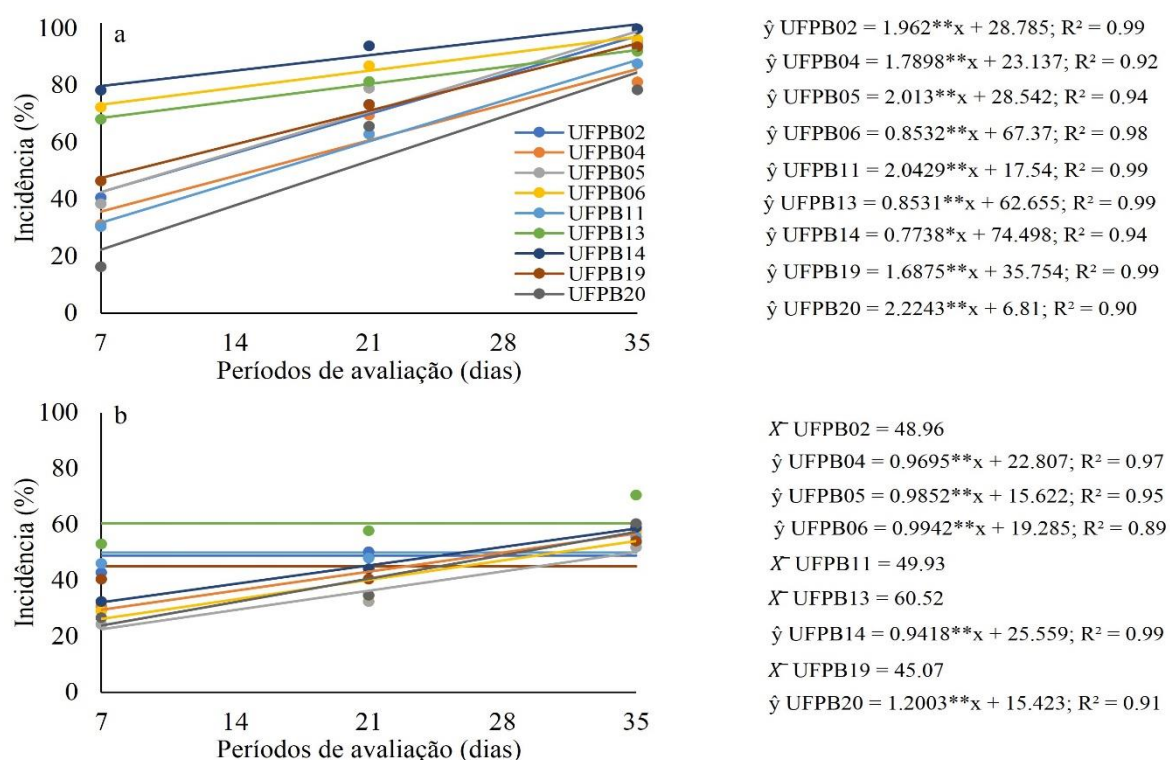 a
100
80
60
40
20
0
Incidência (%)
UFPB02
UFPB04
UFPB05
UFPB06
UFPB11
UFPB13
UFPB14
UFPB19
UFPB20
7 14 21 28 35
Períodos de avaliação (dias)
ŷ UFPB02 = 1.962**x + 28.785; R² = 0.99
ŷ UFPB04 = 1.7898**x + 23.137; R² = 0.92
ŷ UFPB05 = 2.013**x + 28.542; R² = 0.94
ŷ UFPB06 = 0.8532**x + 67.37; R² = 0.98
ŷ UFPB11 = 2.0429**x + 17.54; R² = 0.99
ŷ UFPB13 = 0.8531**x + 62.655; R² = 0.99
ŷ UFPB14 = 0.7738*x + 74.498; R² = 0.94
ŷ UFPB19 = 1.6875**x + 35.754; R² = 0.99
ŷ UFPB20 = 2.2243**x + 6.81; R² = 0.90
b
100
80
60
40
20
0
Incidência (%)
7 14 21 28 35
Períodos de avaliação (dias)
X̄ UFPB02 = 48.96
ŷ UFPB04 = 0.9695**x + 22.807; R² = 0.97
ŷ UFPB05 = 0.9852**x + 15.622; R² = 0.95
ŷ UFPB06 = 0.9942**x + 19.285; R² = 0.89
X̄ UFPB11 = 49.93
X̄ UFPB13 = 60.52
ŷ UFPB14 = 0.9418**x + 25.559; R² = 0.99
X̄ UFPB19 = 45.07
ŷ UFPB20 = 1.2003**x + 15.423; R² = 0.91